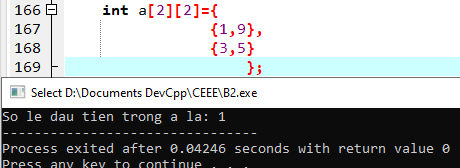 166 int a[2][2]={
167 {1,9},
168 {3,5}
169 };
Select D:\Documents DevCpp\CEEE\B2.exe
So le dau tien trong a la: 1
--------------------------------
Process exited after 0.04246 seconds with return value 0
Press any key to continue . . .